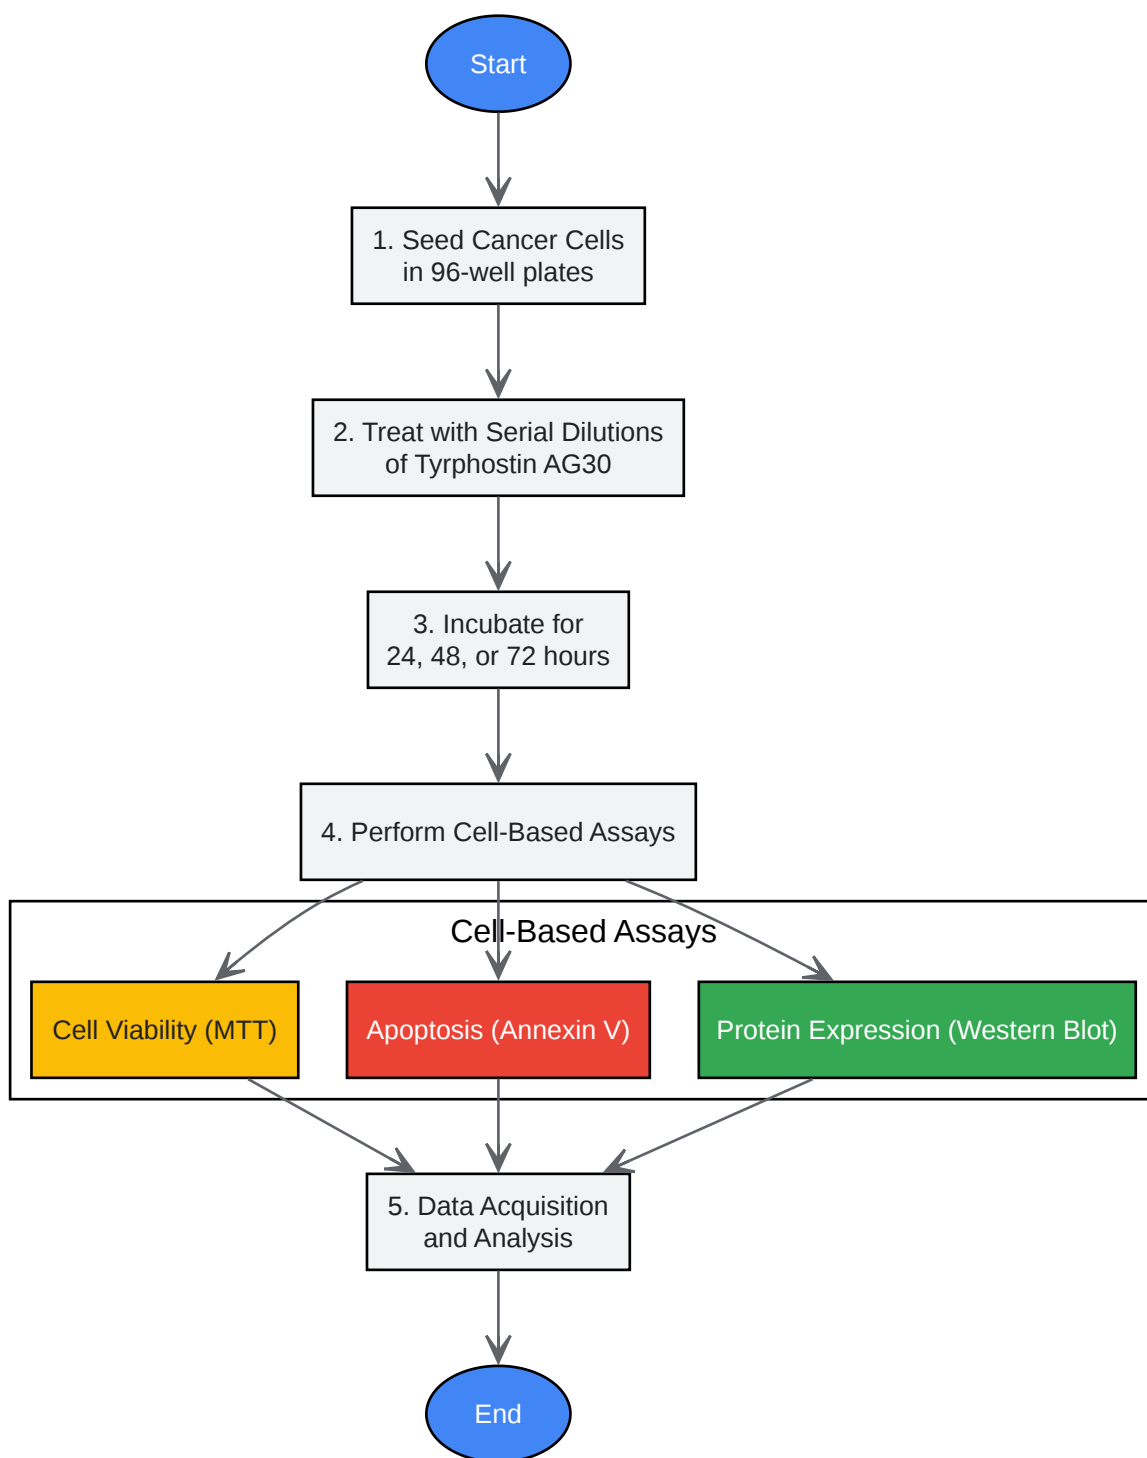 Start
1. Seed Cancer Cells
in 96-well plates
2. Treat with Serial Dilutions
of Tyrphostin AG30
3. Incubate for
24, 48, or 72 hours
4. Perform Cell-Based Assays
Cell-Based Assays
Cell Viability (MTT)
Apoptosis (Annexin V)
Protein Expression (Western Blot)
5. Data Acquisition
and Analysis
End